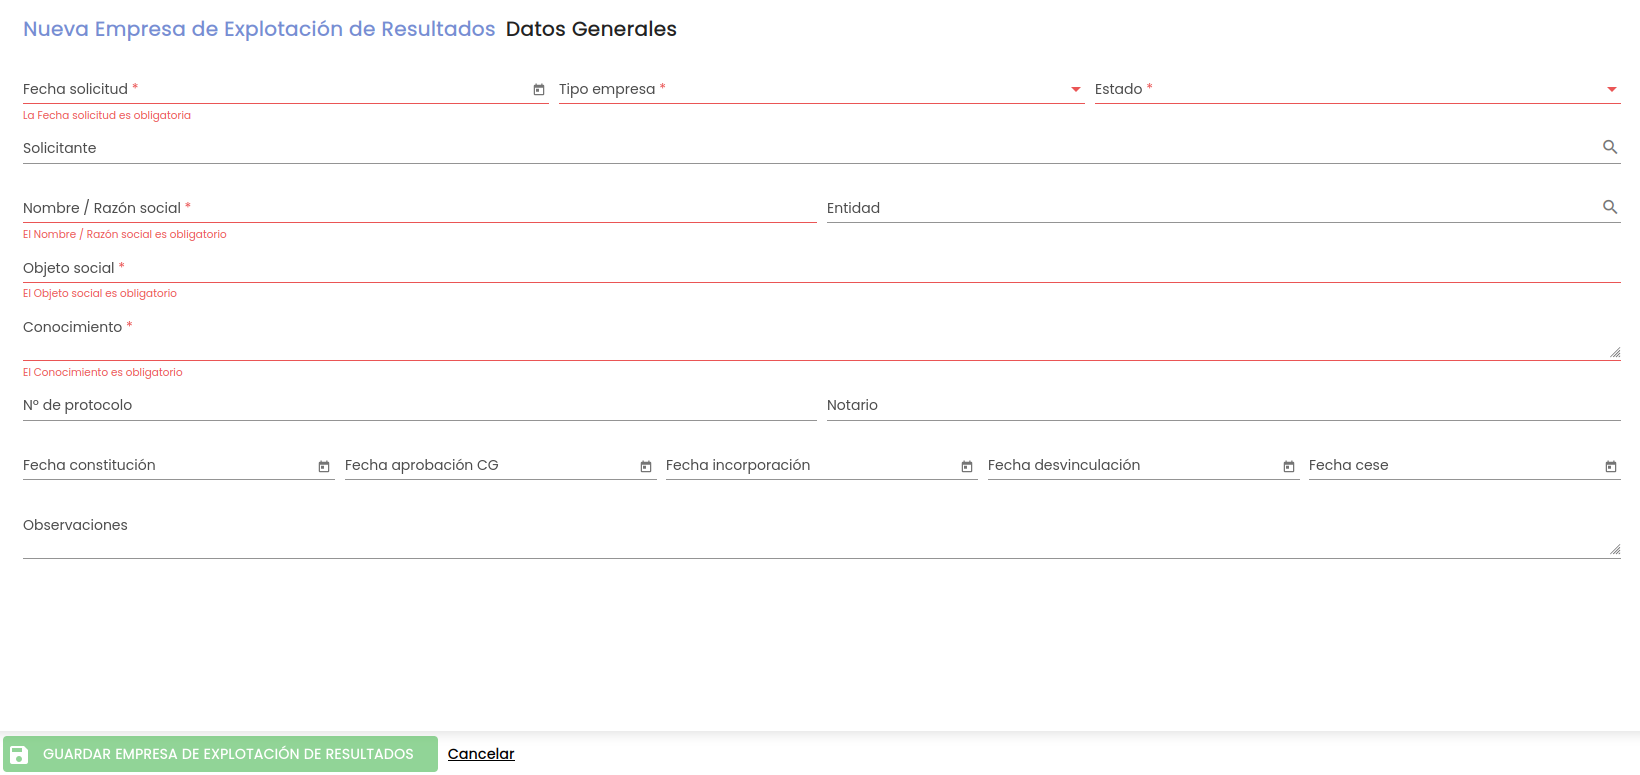 Nueva Empresa de Explotación de Resultados Datos Generales
Fecha solicitud * Tipo empresa * Estado *
La Fecha solicitud es obligatoria
Solicitante
Nombre / Razón social * Entidad
El Nombre / Razón social es obligatorio
Objeto social *
El Objeto social es obligatorio
Conocimiento *
El Conocimiento es obligatorio
Nº de protocolo Notario
Fecha constitución Fecha aprobación CG Fecha incorporación Fecha desvinculación Fecha cese
Observaciones
GUARDAR EMPRESA DE EXPLOTACIÓN DE RESULTADOS Cancelar